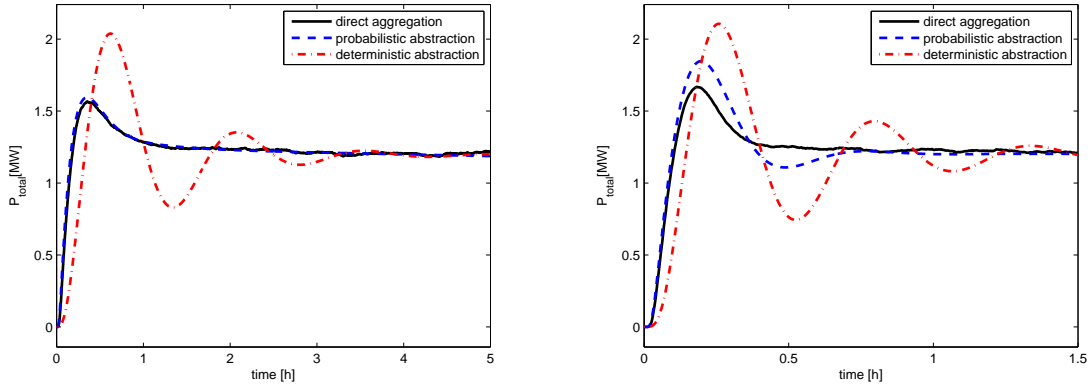 direct aggregation
probabilistic abstraction
deterministic abstraction
2
1.5
1
0.5
0
P_total[MW]
0 1 2 3 4 5
time [h]
direct aggregation
probabilistic abstraction
deterministic abstraction
2
1.5
1
0.5
0
P_total[MW]
0 0.5 1 1.5
time [h]